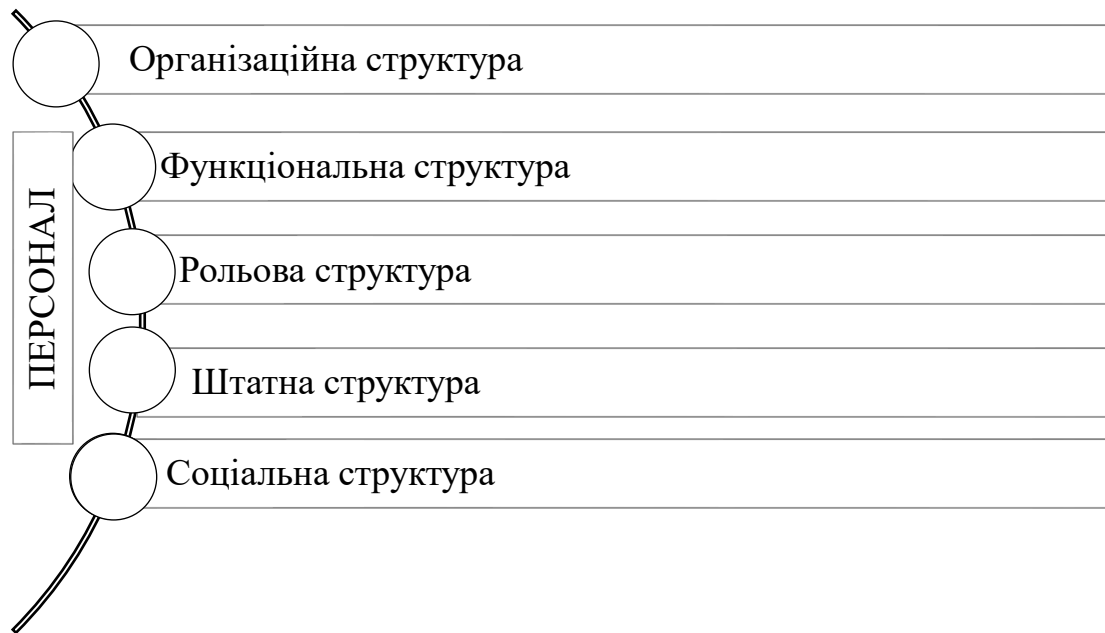 Організаційна структура
Функціональна структура
ПЕРСОНАЛ
Рольова структура
Штатна структура
Соціальна структура